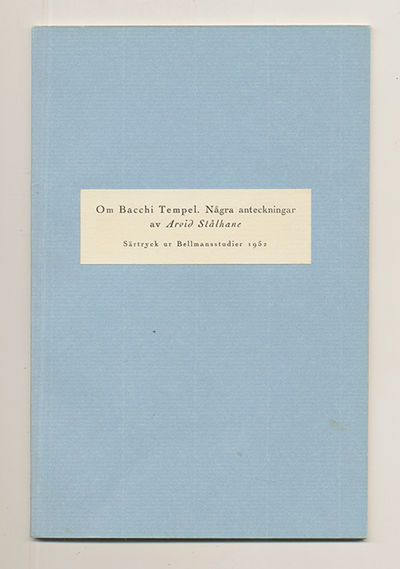 Om Bacchi Tempel. Några anteckningar
av Arvid Stålhane
Särtryck ur Bellmansstudier 1952